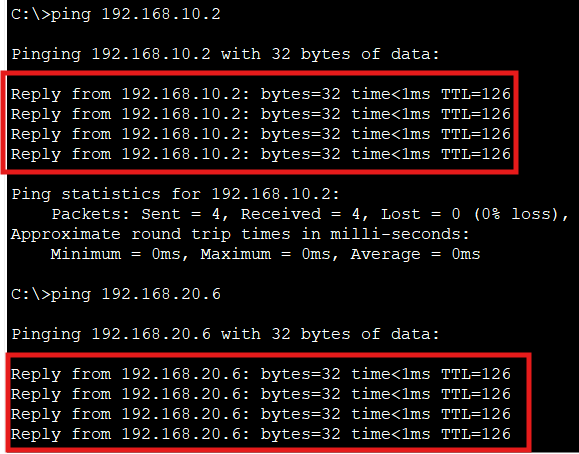 C:\>ping 192.168.10.2
Pinging 192.168.10.2 with 32 bytes of data:
Reply from 192.168.10.2: bytes=32 time<1ms TTL=126
Reply from 192.168.10.2: bytes=32 time<1ms TTL=126
Reply from 192.168.10.2: bytes=32 time<1ms TTL=126
Reply from 192.168.10.2: bytes=32 time<1ms TTL=126
Ping statistics for 192.168.10.2:
    Packets: Sent = 4, Received = 4, Lost = 0 (0% loss),
Approximate round trip times in milli-seconds:
    Minimum = 0ms, Maximum = 0ms, Average = 0ms
C:\>ping 192.168.20.6
Pinging 192.168.20.6 with 32 bytes of data:
Reply from 192.168.20.6: bytes=32 time<1ms TTL=126
Reply from 192.168.20.6: bytes=32 time<1ms TTL=126
Reply from 192.168.20.6: bytes=32 time<1ms TTL=126
Reply from 192.168.20.6: bytes=32 time<1ms TTL=126